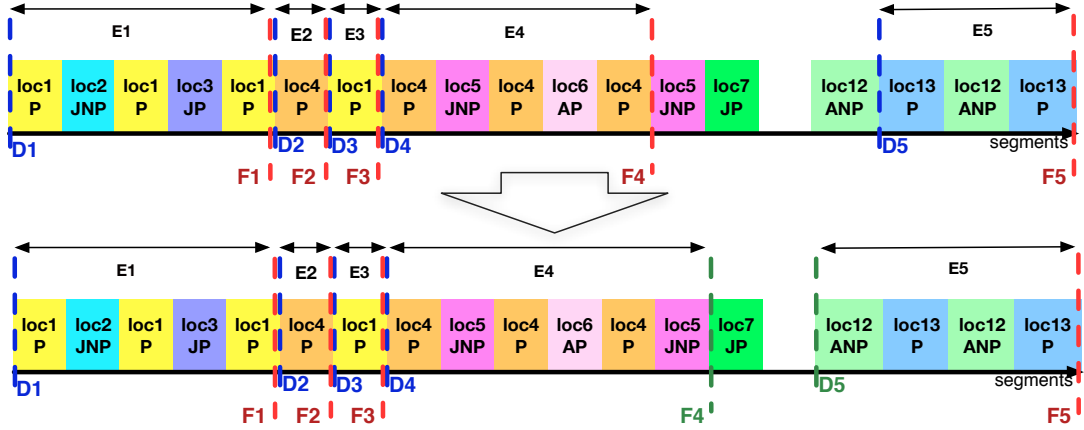 E1 E2 E3 E4 E5
loc1 loc2 loc1 loc3 loc1 loc4 loc1 loc4 loc5 loc4 loc6 loc4 loc5 loc7 loc12 loc13 loc12 loc13
P JNP P JP P P P P JNP P AP P JNP JP ANP P ANP P
D1 D2 D3 D4 D5 segments
F1 F2 F3 F4 F5
E1 E2 E3 E4 E5
loc1 loc2 loc1 loc3 loc1 loc4 loc1 loc4 loc5 loc4 loc6 loc4 loc5 loc7 loc12 loc13 loc12 loc13
P JNP P JP P P P P JNP P AP P JNP JP ANP P ANP P
D1 D2 D3 D4 D5 segments
F1 F2 F3 F4 F5